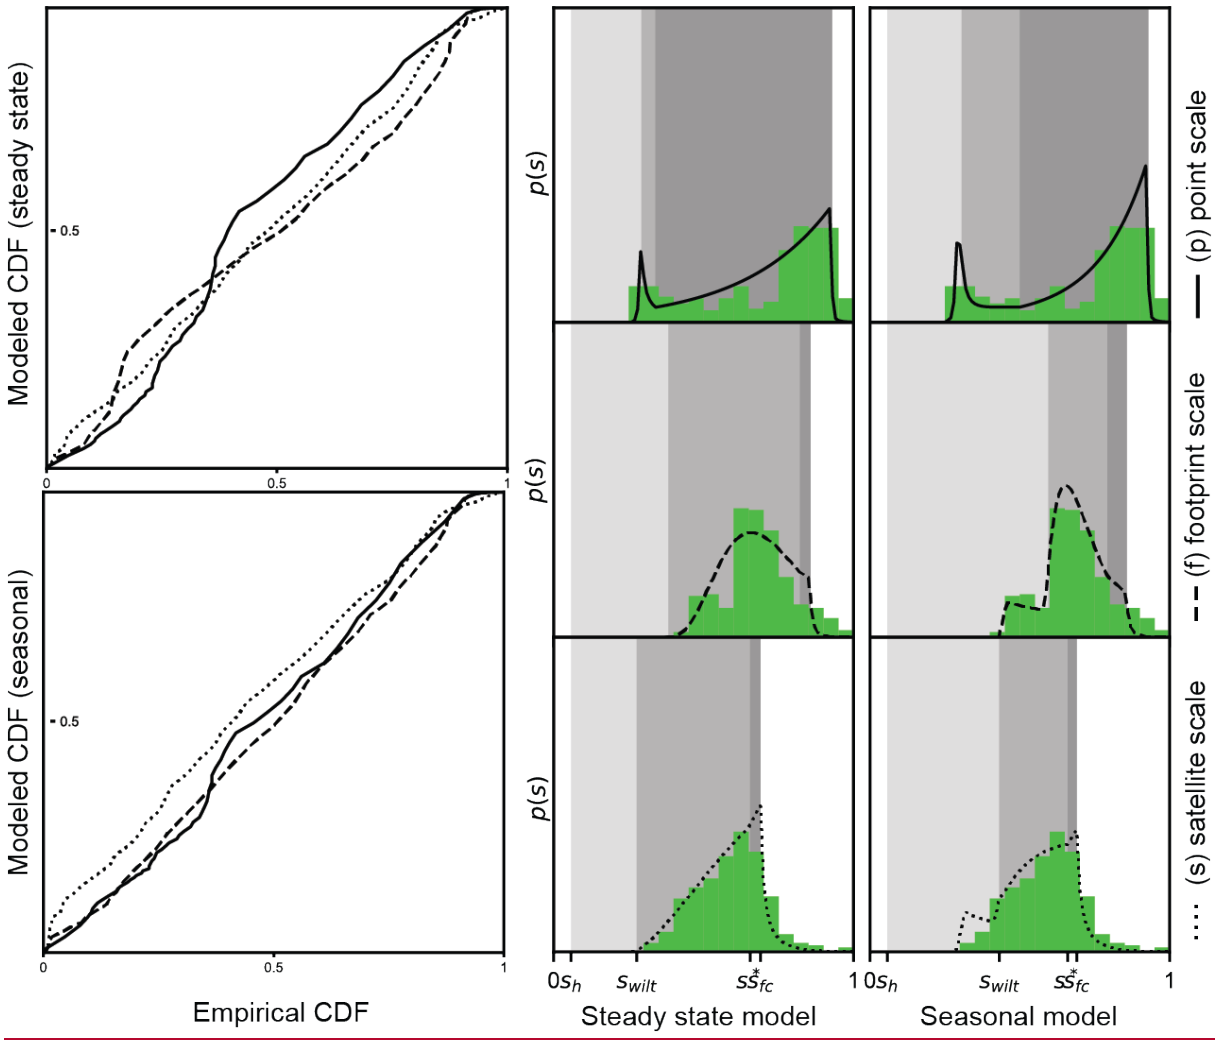 Modeled CDF (steady state)
0.5
0
0.5
1
Modeled CDF (seasonal)
0.5
0
0.5
1
Empirical CDF
p(s)
p(s)
p(s)
0 s_h s_wilt s s*_fc 1
Steady state model
0 s_h s_wilt s s*_fc 1
Seasonal model
(p) point scale
(f) footprint scale
(s) satellite scale